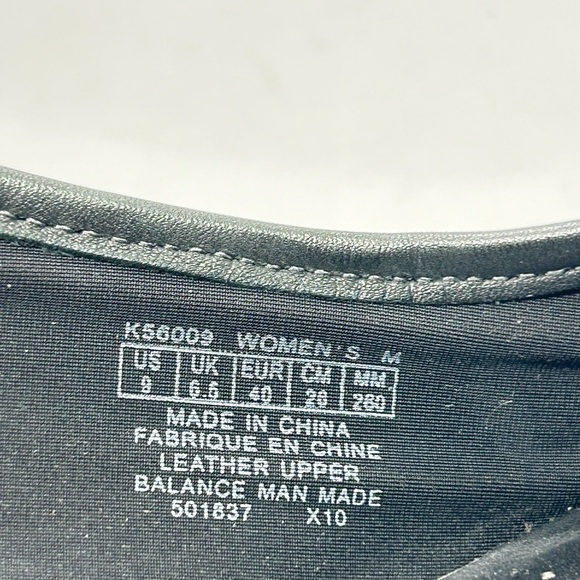 K56009 WOMEN'S M
US UK EUR CM MM
9 6.5 40 26 260
MADE IN CHINA
FABRIQUE EN CHINE
LEATHER UPPER
BALANCE MAN MADE
501837 X10